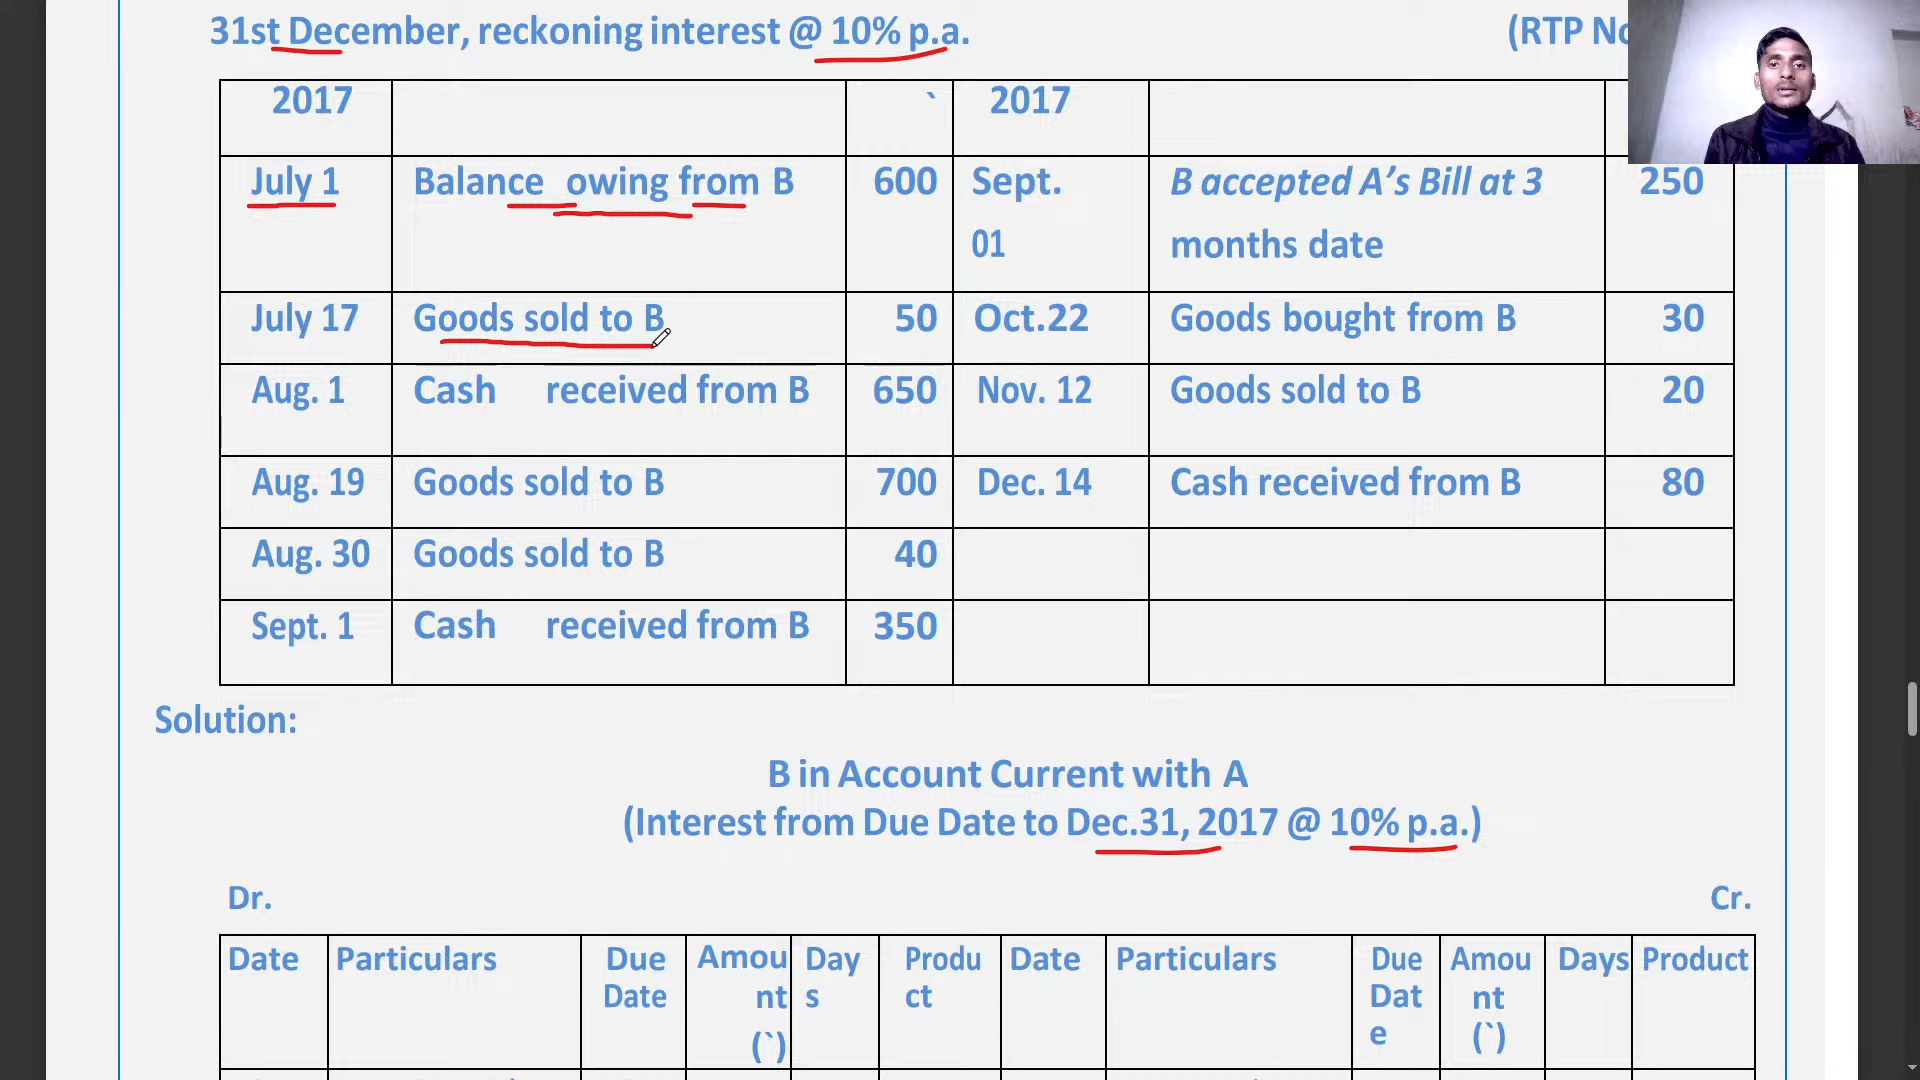 31st December, reckoning interest @ 10% p.a. (RTP No
2017 ` 2017
July 1 Balance owing from B 600 Sept. 01 B accepted A’s Bill at 3 months date 250
July 17 Goods sold to B 50 Oct.22 Goods bought from B 30
Aug. 1 Cash received from B 650 Nov. 12 Goods sold to B 20
Aug. 19 Goods sold to B 700 Dec. 14 Cash received from B 80
Aug. 30 Goods sold to B 40
Sept. 1 Cash received from B 350
Solution:
B in Account Current with A
(Interest from Due Date to Dec.31, 2017 @ 10% p.a.)
Dr. Cr.
Date Particulars Due Date Amou nt (`) Day s Produ ct Date Particulars Due Dat e Amou nt (`) Days Product